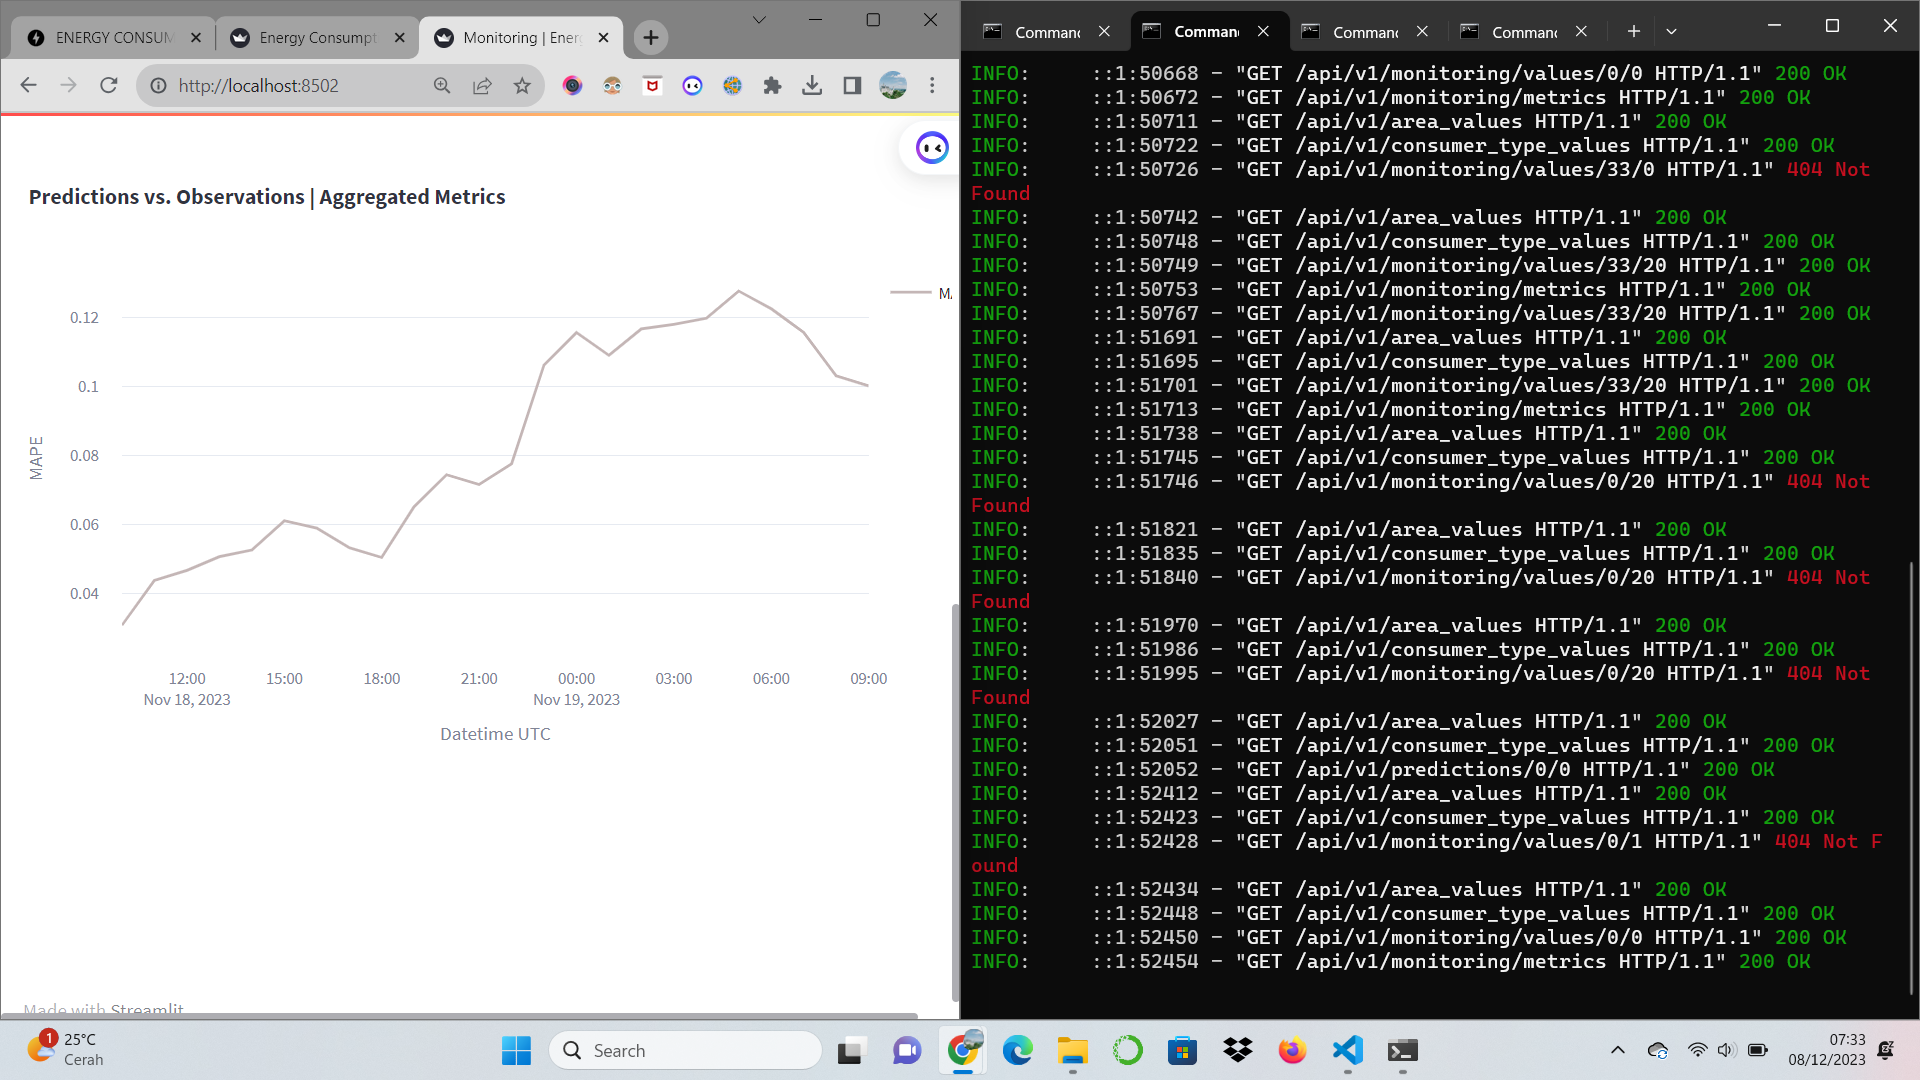 ENERGY CONSUM
Energy Consumpt
Monitoring | Ener
http://localhost:8502
Predictions vs. Observations | Aggregated Metrics
MA
0.12
0.1
0.08
0.06
0.04
MAPE
12:00
Nov 18, 2023
15:00
18:00
21:00
00:00
Nov 19, 2023
03:00
06:00
09:00
Datetime UTC
Made with Streamlit
Command
Command
Command
Command
INFO: ::1:50668 - "GET /api/v1/monitoring/values/0/0 HTTP/1.1" 200 OK
INFO: ::1:50672 - "GET /api/v1/monitoring/metrics HTTP/1.1" 200 OK
INFO: ::1:50711 - "GET /api/v1/area_values HTTP/1.1" 200 OK
INFO: ::1:50722 - "GET /api/v1/consumer_type_values HTTP/1.1" 200 OK
INFO: ::1:50726 - "GET /api/v1/monitoring/values/33/0 HTTP/1.1" 404 Not
Found
INFO: ::1:50742 - "GET /api/v1/area_values HTTP/1.1" 200 OK
INFO: ::1:50748 - "GET /api/v1/consumer_type_values HTTP/1.1" 200 OK
INFO: ::1:50749 - "GET /api/v1/monitoring/values/33/20 HTTP/1.1" 200 OK
INFO: ::1:50753 - "GET /api/v1/monitoring/metrics HTTP/1.1" 200 OK
INFO: ::1:50767 - "GET /api/v1/monitoring/values/33/20 HTTP/1.1" 200 OK
INFO: ::1:51691 - "GET /api/v1/area_values HTTP/1.1" 200 OK
INFO: ::1:51695 - "GET /api/v1/consumer_type_values HTTP/1.1" 200 OK
INFO: ::1:51701 - "GET /api/v1/monitoring/values/33/20 HTTP/1.1" 200 OK
INFO: ::1:51713 - "GET /api/v1/monitoring/metrics HTTP/1.1" 200 OK
INFO: ::1:51738 - "GET /api/v1/area_values HTTP/1.1" 200 OK
INFO: ::1:51745 - "GET /api/v1/consumer_type_values HTTP/1.1" 200 OK
INFO: ::1:51746 - "GET /api/v1/monitoring/values/0/20 HTTP/1.1" 404 Not
Found
INFO: ::1:51821 - "GET /api/v1/area_values HTTP/1.1" 200 OK
INFO: ::1:51835 - "GET /api/v1/consumer_type_values HTTP/1.1" 200 OK
INFO: ::1:51840 - "GET /api/v1/monitoring/values/0/20 HTTP/1.1" 404 Not
Found
INFO: ::1:51970 - "GET /api/v1/area_values HTTP/1.1" 200 OK
INFO: ::1:51986 - "GET /api/v1/consumer_type_values HTTP/1.1" 200 OK
INFO: ::1:51995 - "GET /api/v1/monitoring/values/0/20 HTTP/1.1" 404 Not
Found
INFO: ::1:52027 - "GET /api/v1/area_values HTTP/1.1" 200 OK
INFO: ::1:52051 - "GET /api/v1/consumer_type_values HTTP/1.1" 200 OK
INFO: ::1:52052 - "GET /api/v1/predictions/0/0 HTTP/1.1" 200 OK
INFO: ::1:52412 - "GET /api/v1/area_values HTTP/1.1" 200 OK
INFO: ::1:52423 - "GET /api/v1/consumer_type_values HTTP/1.1" 200 OK
INFO: ::1:52428 - "GET /api/v1/monitoring/values/0/1 HTTP/1.1" 404 Not F
ound
INFO: ::1:52434 - "GET /api/v1/area_values HTTP/1.1" 200 OK
INFO: ::1:52448 - "GET /api/v1/consumer_type_values HTTP/1.1" 200 OK
INFO: ::1:52450 - "GET /api/v1/monitoring/values/0/0 HTTP/1.1" 200 OK
INFO: ::1:52454 - "GET /api/v1/monitoring/metrics HTTP/1.1" 200 OK
1
25°C
Cerah
Search
07:33
08/12/2023